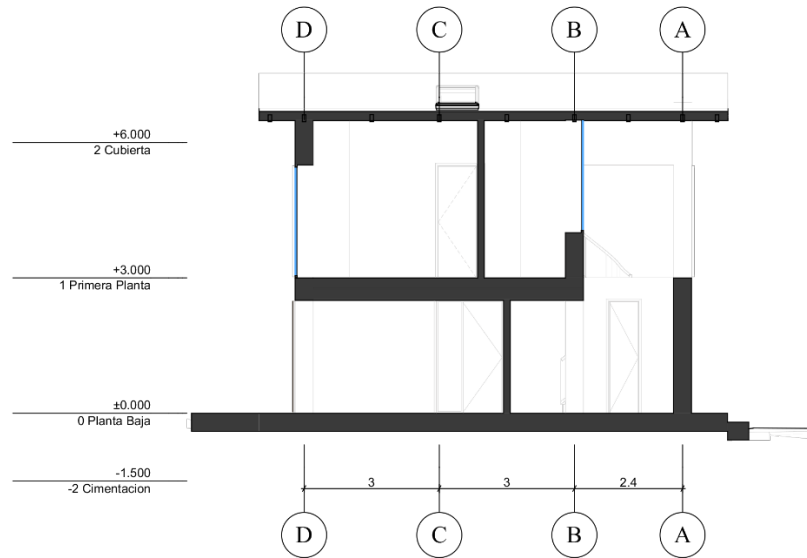 D C B A
+6.000
2 Cubierta
+3.000
1 Primera Planta
±0.000
0 Planta Baja
-1.500
-2 Cimentacion
3 3 2.4
D C B A